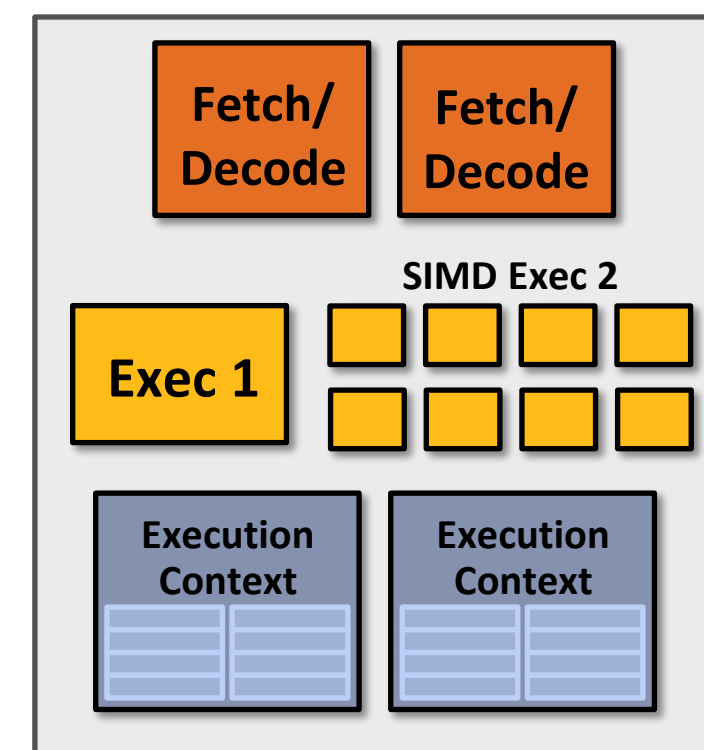 Fetch/
Decode
Fetch/
Decode
SIMD Exec 2
Exec 1
Execution
Context
Execution
Context